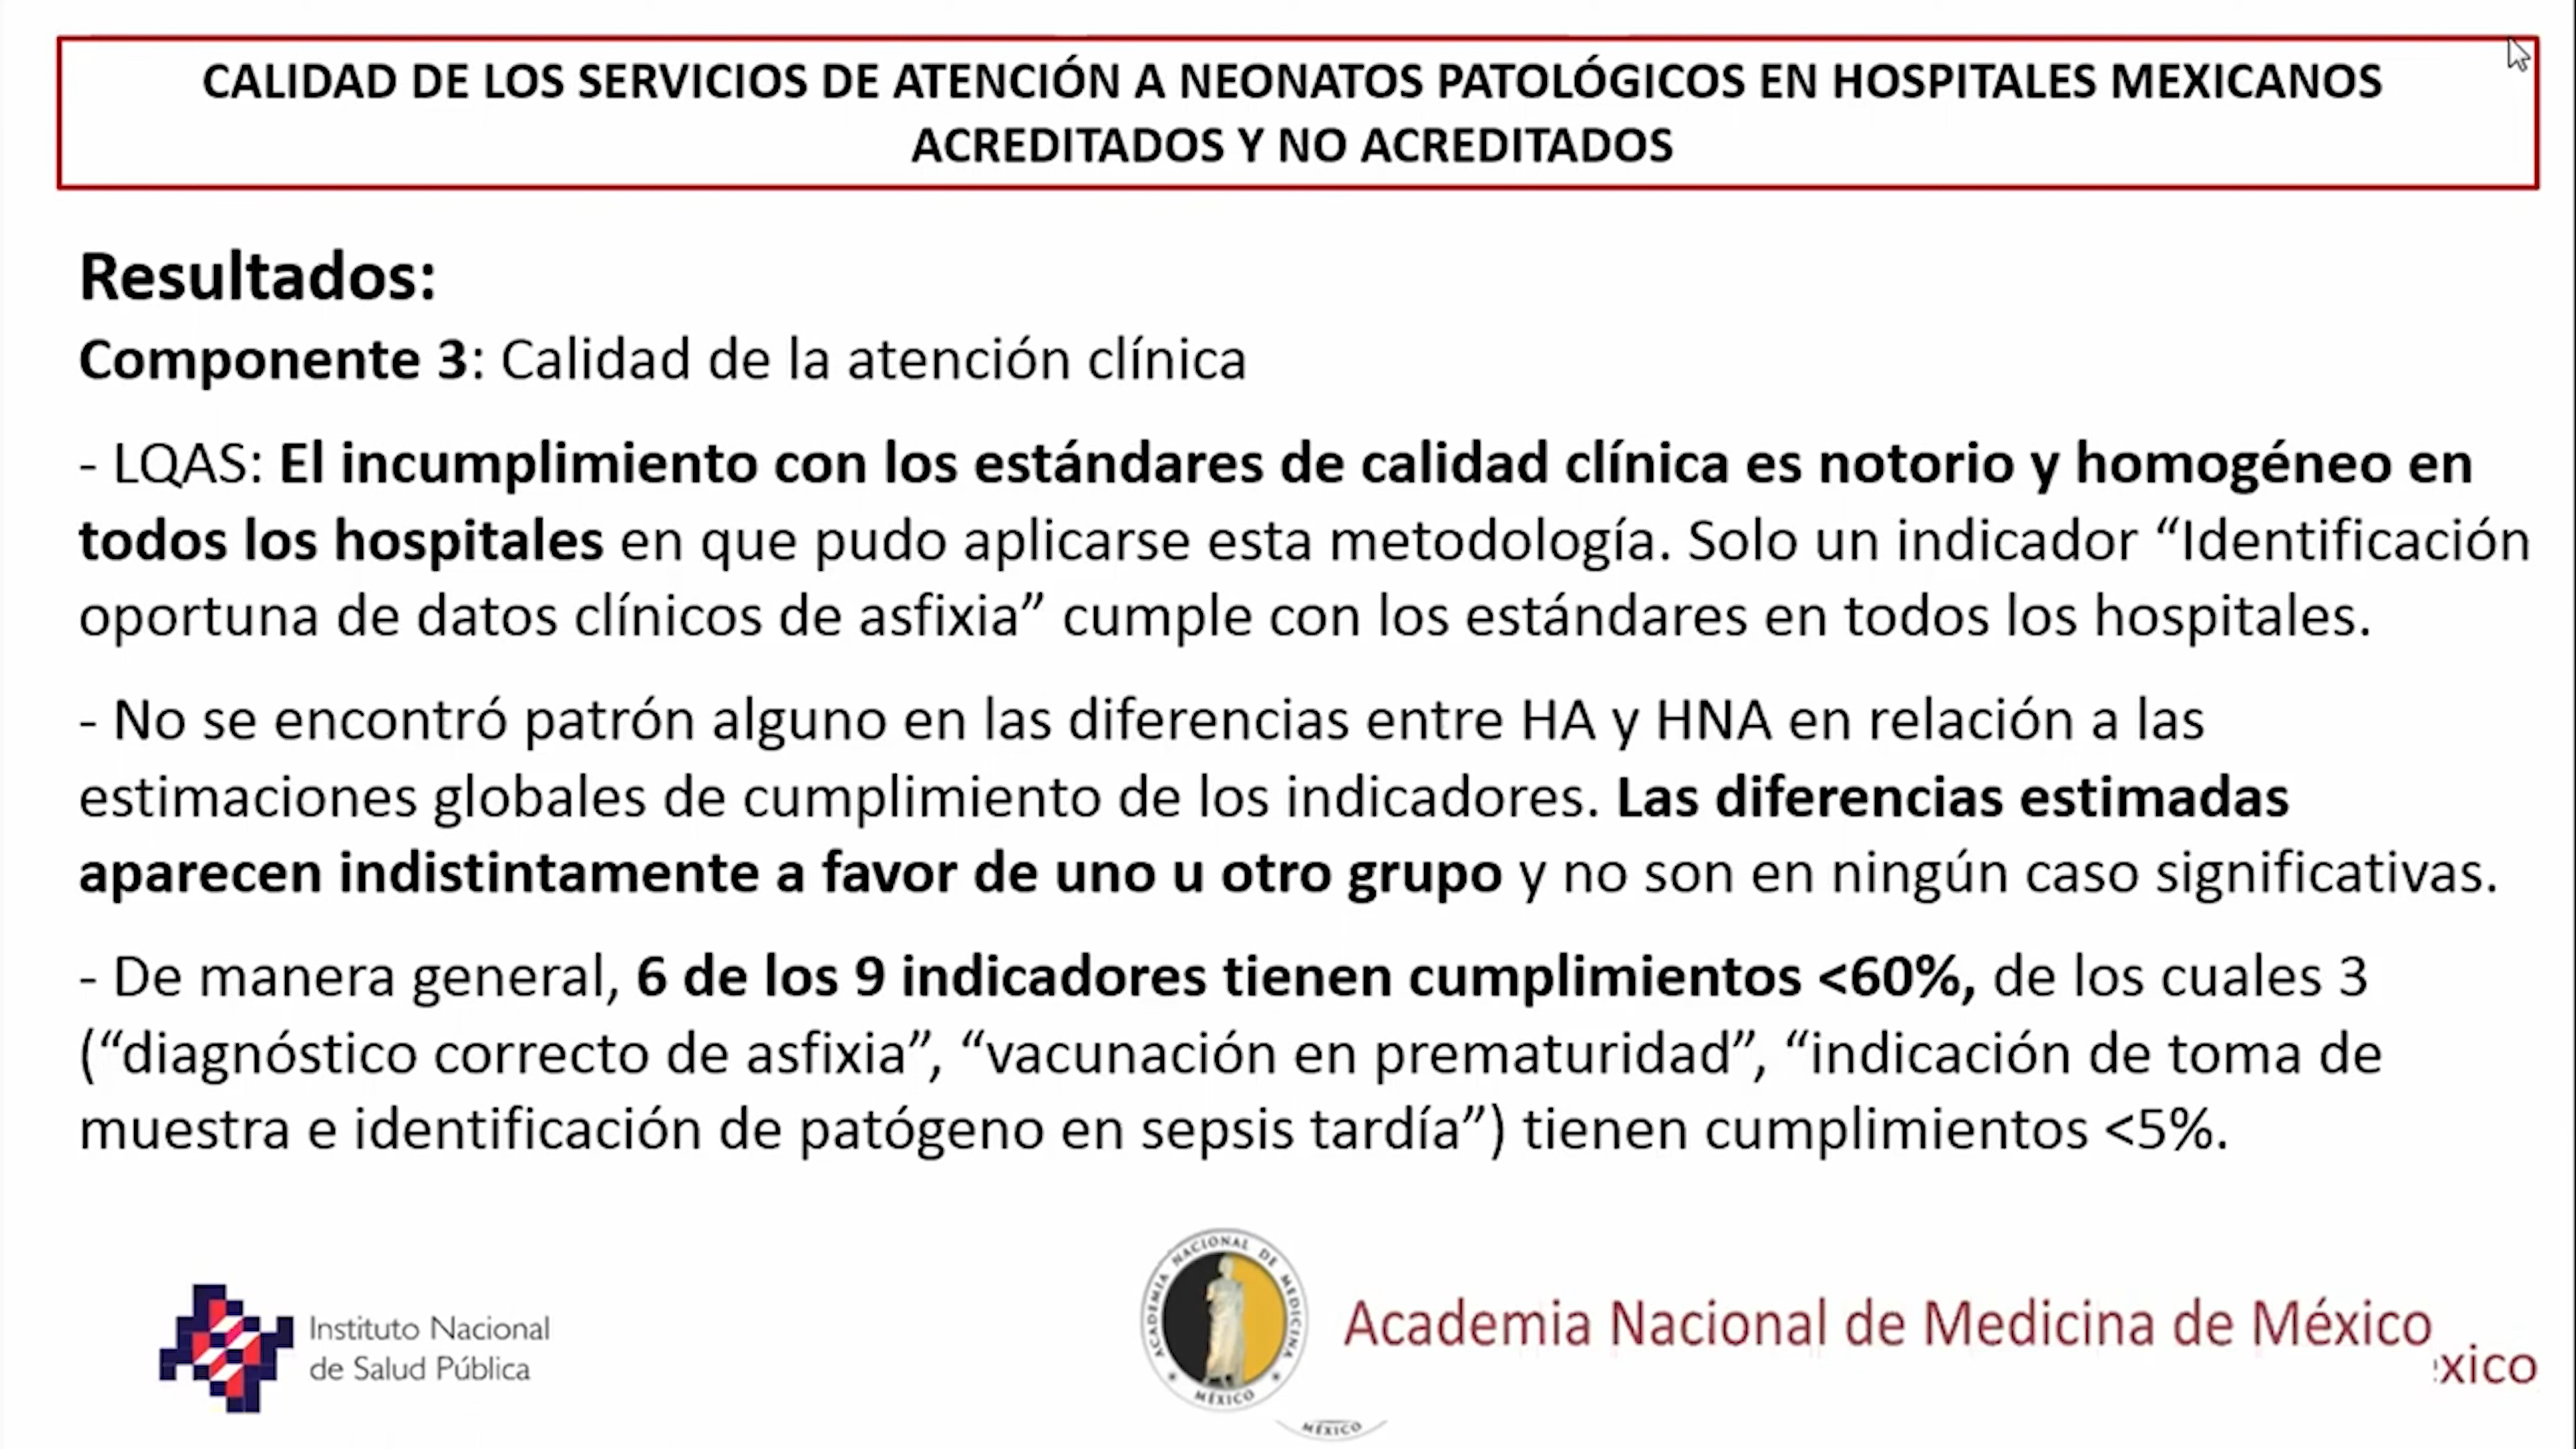 CALIDAD DE LOS SERVICIOS DE ATENCIÓN A NEONATOS PATOLÓGICOS EN HOSPITALES MEXICANOS
ACREDITADOS Y NO ACREDITADOS
Resultados:
Componente 3: Calidad de la atención clínica
- LQAS: El incumplimiento con los estándares de calidad clínica es notorio y homogéneo en
todos los hospitales en que pudo aplicarse esta metodología. Solo un indicador “Identificación
oportuna de datos clínicos de asfixia” cumple con los estándares en todos los hospitales.
- No se encontró patrón alguno en las diferencias entre HA y HNA en relación a las
estimaciones globales de cumplimiento de los indicadores. Las diferencias estimadas
aparecen indistintamente a favor de uno u otro grupo y no son en ningún caso significativas.
- De manera general, 6 de los 9 indicadores tienen cumplimientos <60%, de los cuales 3
(“diagnóstico correcto de asfixia”, “vacunación en prematuridad”, “indicación de toma de
muestra e identificación de patógeno en sepsis tardía”) tienen cumplimientos <5%.
Instituto Nacional
de Salud Pública
ACADEMIA NACIONAL DE MEDICINA
MÉXICO
Academia Nacional de Medicina de México
xico
MÉXICO